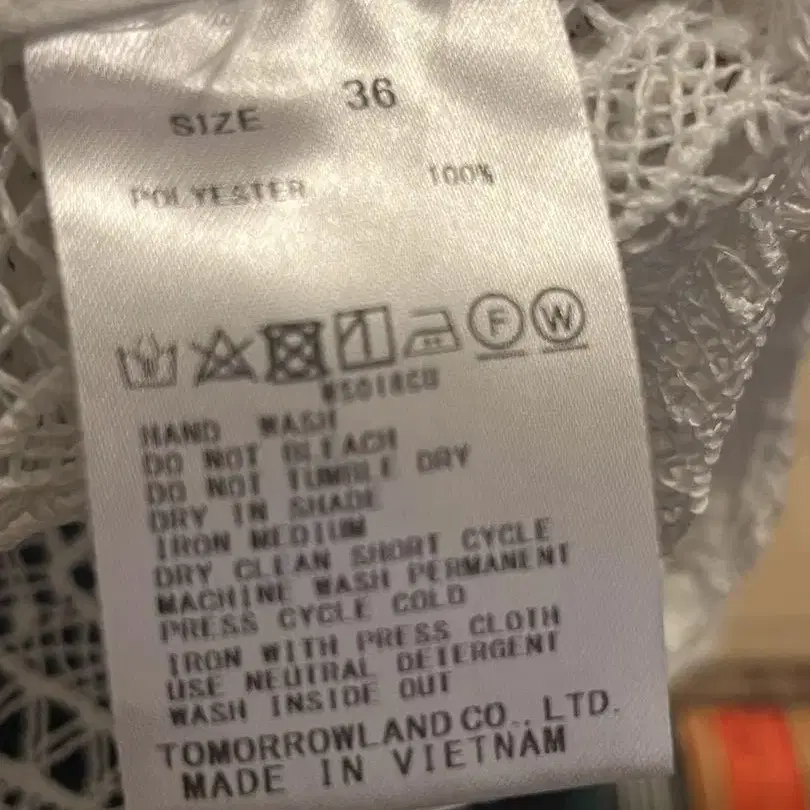 SIZE 36
POLYESTER 100%
F W
WS018CU
HAND WASH
DO NOT BLEACH
DO NOT TUMBLE DRY
DRY IN SHADE
IRON MEDIUM
DRY CLEAN SHORT CYCLE
MACHINE WASH PERMANENT
PRESS CYCLE COLD
IRON WITH PRESS CLOTH
USE NEUTRAL DETERGENT
WASH INSIDE OUT
TOMORROWLAND CO., LTD.
MADE IN VIETNAM